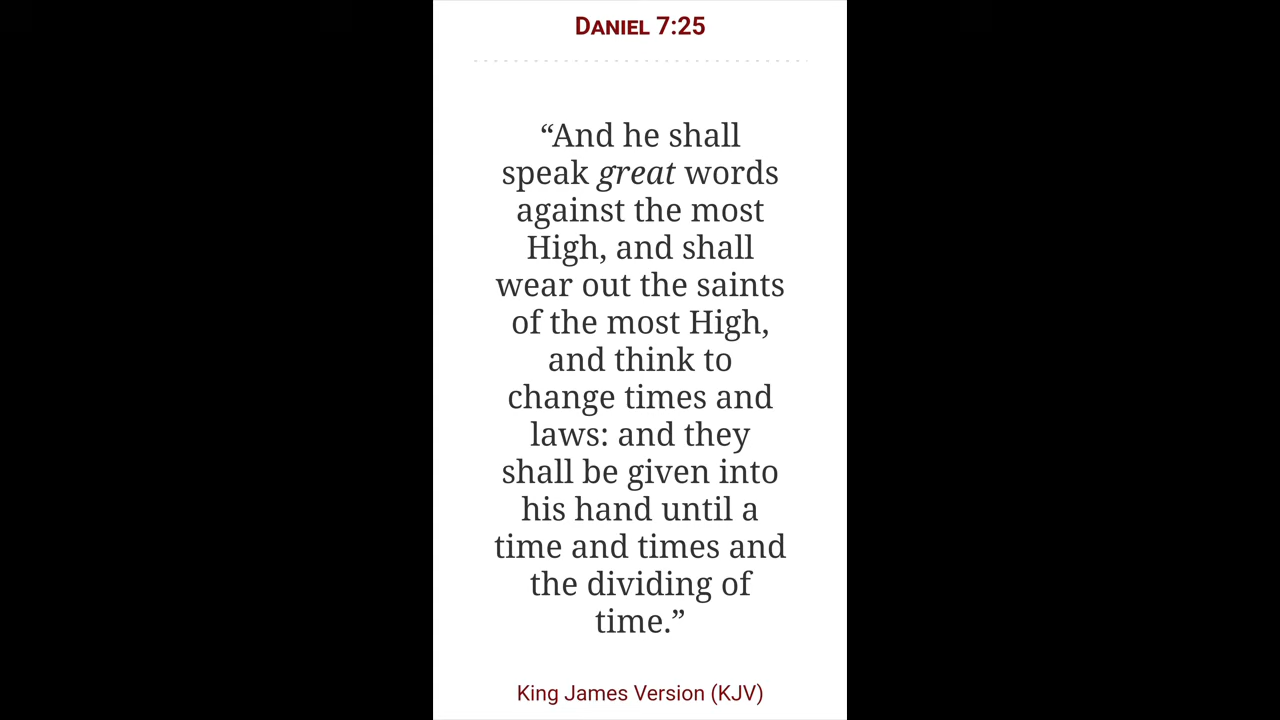 Daniel 7:25
“And he shall
speak great words
against the most
High, and shall
wear out the saints
of the most High,
and think to
change times and
laws: and they
shall be given into
his hand until a
time and times and
the dividing of
time.”
King James Version (KJV)